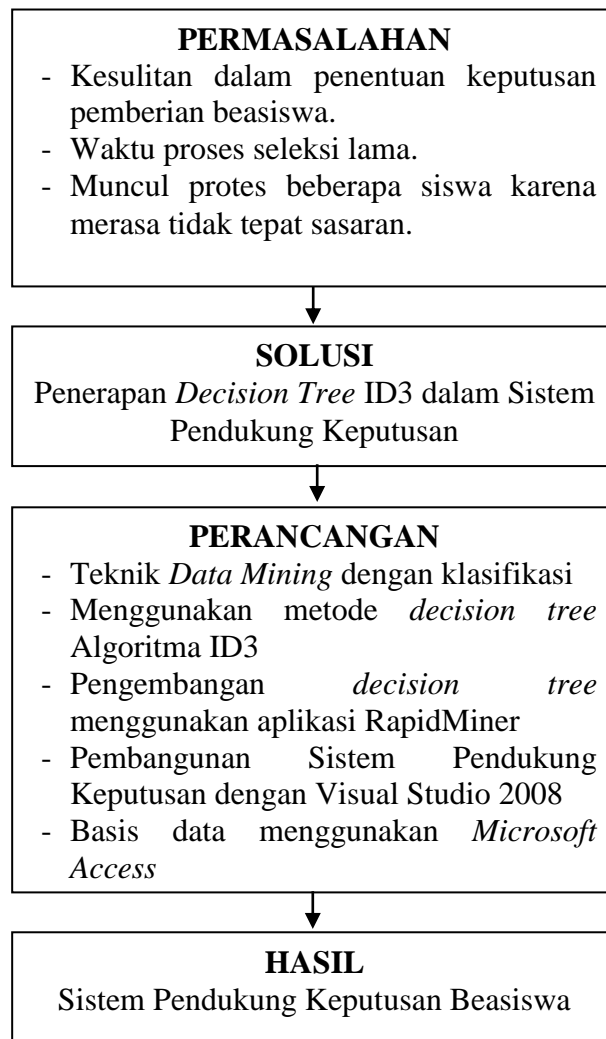 PERMASALAHAN
- Kesulitan dalam penentuan keputusan
pemberian beasiswa.
- Waktu proses seleksi lama.
- Muncul protes beberapa siswa karena
merasa tidak tepat sasaran.
SOLUSI
Penerapan Decision Tree ID3 dalam Sistem
Pendukung Keputusan
PERANCANGAN
- Teknik Data Mining dengan klasifikasi
- Menggunakan metode decision tree
Algoritma ID3
- Pengembangan decision tree
menggunakan aplikasi RapidMiner
- Pembangunan Sistem Pendukung
Keputusan dengan Visual Studio 2008
- Basis data menggunakan Microsoft
Access
HASIL
Sistem Pendukung Keputusan Beasiswa